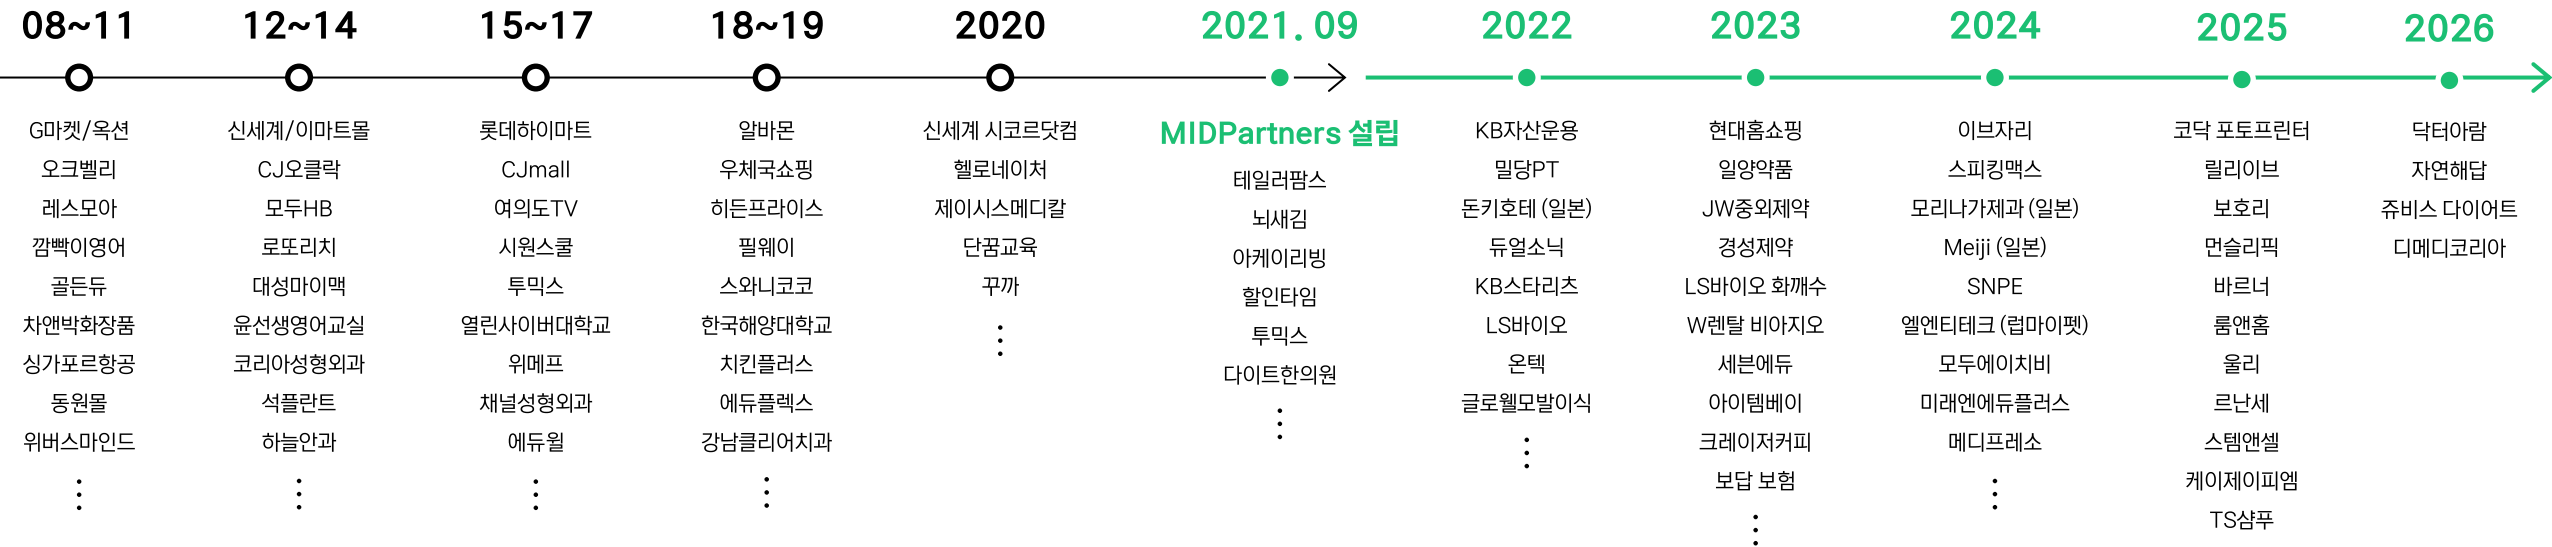 08~11
G마켓/옥션
오크벨리
레스모아
깜빡이영어
골든듀
차앤박화장품
싱가포르항공
동원몰
위버스마인드
12~14
신세계/이마트몰
CJ오클락
모두HB
로또리치
대성마이맥
윤선생영어교실
코리아성형외과
석플란트
하늘안과
15~17
롯데하이마트
CJmall
여의도TV
시원스쿨
투믹스
열린사이버대학교
위메프
채널성형외과
에듀윌
18~19
알바몬
우체국쇼핑
히든프라이스
필웨이
스와니코코
한국해양대학교
치킨플러스
에듀플렉스
강남클리어치과
2020
신세계 시코르닷컴
헬로네이처
제이시스메디칼
단꿈교육
꾸까
2021. 09
MIDPartners 설립
테일러팜스
뇌새김
아케이리빙
할인타임
투믹스
다이트한의원
2022
KB자산운용
밀당PT
돈키호테 (일본)
듀얼소닉
KB스타리츠
LS바이오
온텍
글로웰모발이식
2023
현대홈쇼핑
일양약품
JW중외제약
경성제약
LS바이오 화깨수
W렌탈 비아지오
세븐에듀
아이템베이
크레이저커피
보답 보험
2024
이브자리
스피킹맥스
모리나가제과 (일본)
Meiji (일본)
SNPE
엘엔티테크 (럽마이펫)
모두에이치비
미래엔에듀플러스
메디프레소
2025
코닥 포토프린터
릴리이브
보호리
먼슬리픽
바르너
룸앤홈
울리
르난세
스템앤셀
케이제이피엠
TS샴푸
2026
닥터아람
자연해답
쥬비스 다이어트
디메디코리아